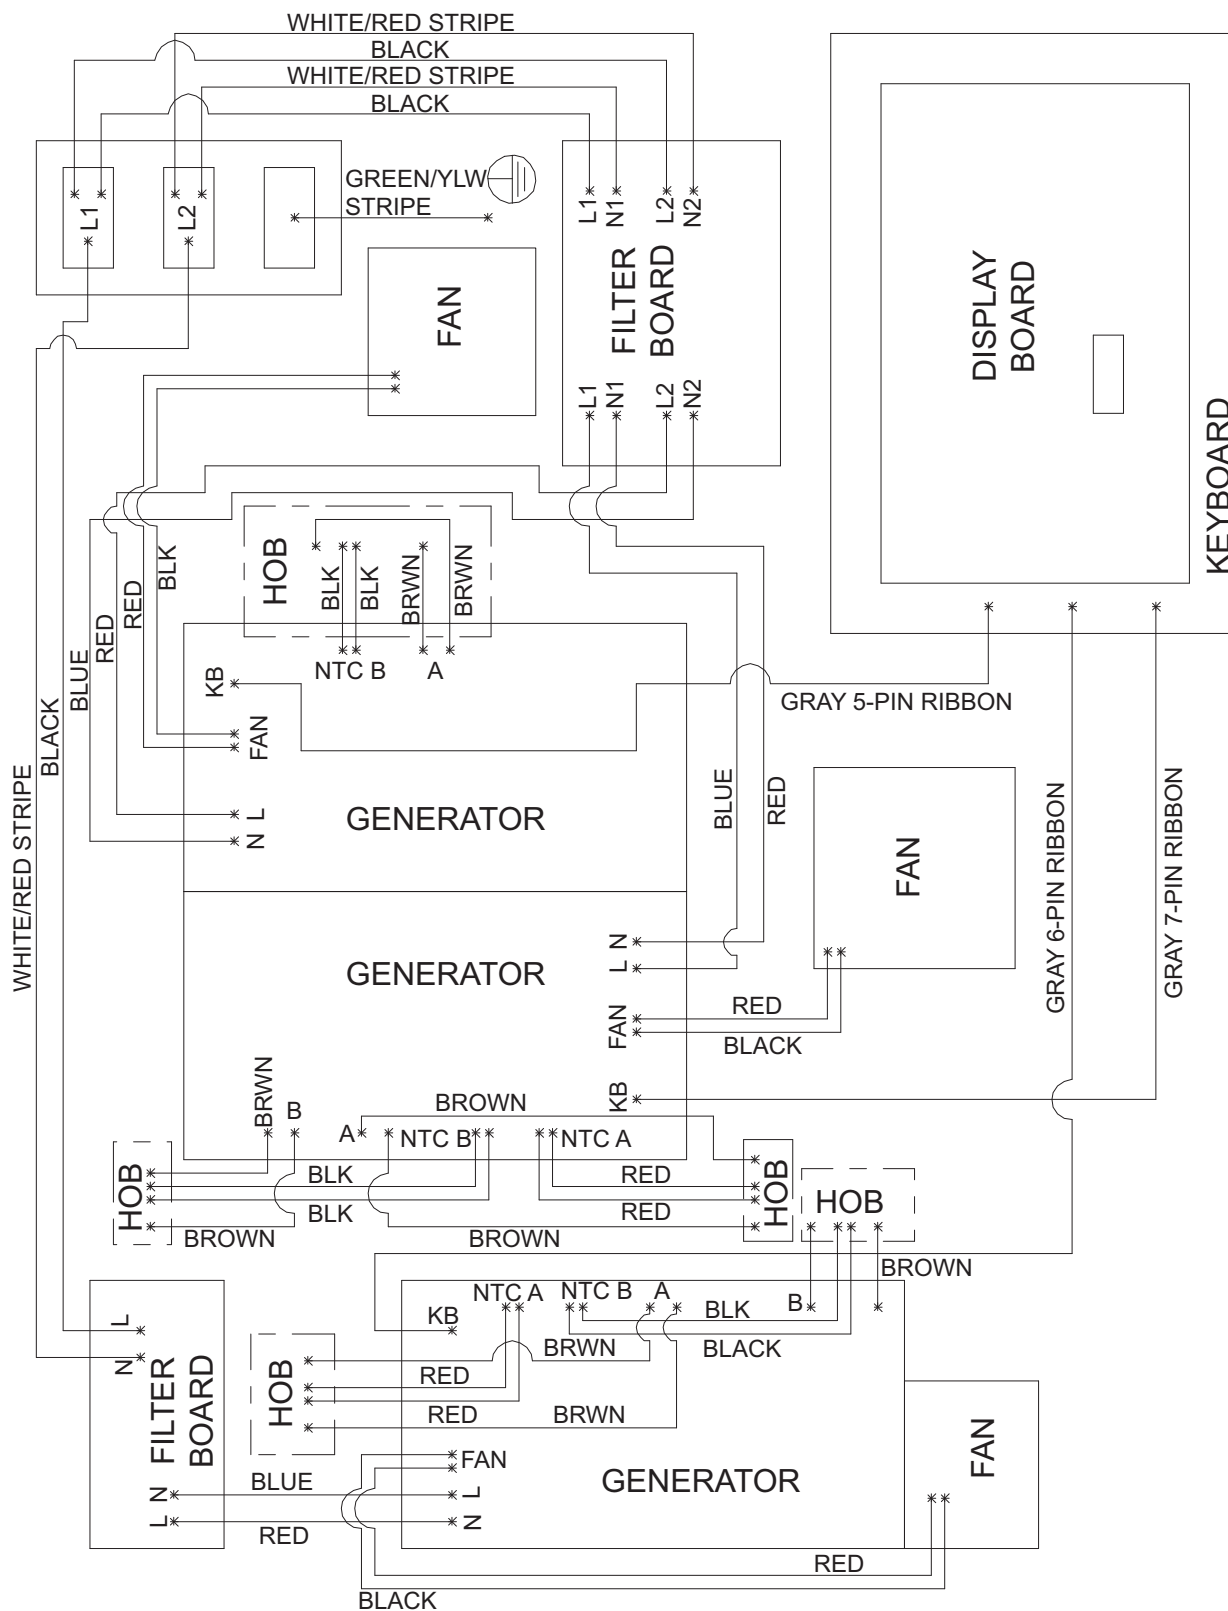 WHITE/RED STRIPE
BLACK
WHITE/RED STRIPE
BLACK
L1
L2
GREEN/YLW
STRIPE
L1
N1
L2
N2
FILTER
BOARD
L1
N1
L2
N2
FAN
DISPLAY
BOARD
KEYBOARD
HOB
BLK
BLK
BRWN
BRWN
BLK
RED
RED
BLUE
BLACK
WHITE/RED STRIPE
NTC B
A
KB
FAN
L
N
GENERATOR
GRAY 5-PIN RIBBON
BLUE
RED
FAN
GRAY 6-PIN RIBBON
GRAY 7-PIN RIBBON
GENERATOR
N
L
FAN
KB
RED
BLACK
BRWN
B
A
NTC B
BROWN
NTC A
HOB
BLK
BLK
BROWN
RED
RED
BROWN
HOB
HOB
BROWN
L
N
FILTER
BOARD
N
L
KB
NTC A
NTC B
A
B
BLK
BLACK
BRWN
HOB
RED
RED
BRWN
FAN
L
N
BLUE
RED
GENERATOR
FAN
RED
BLACK